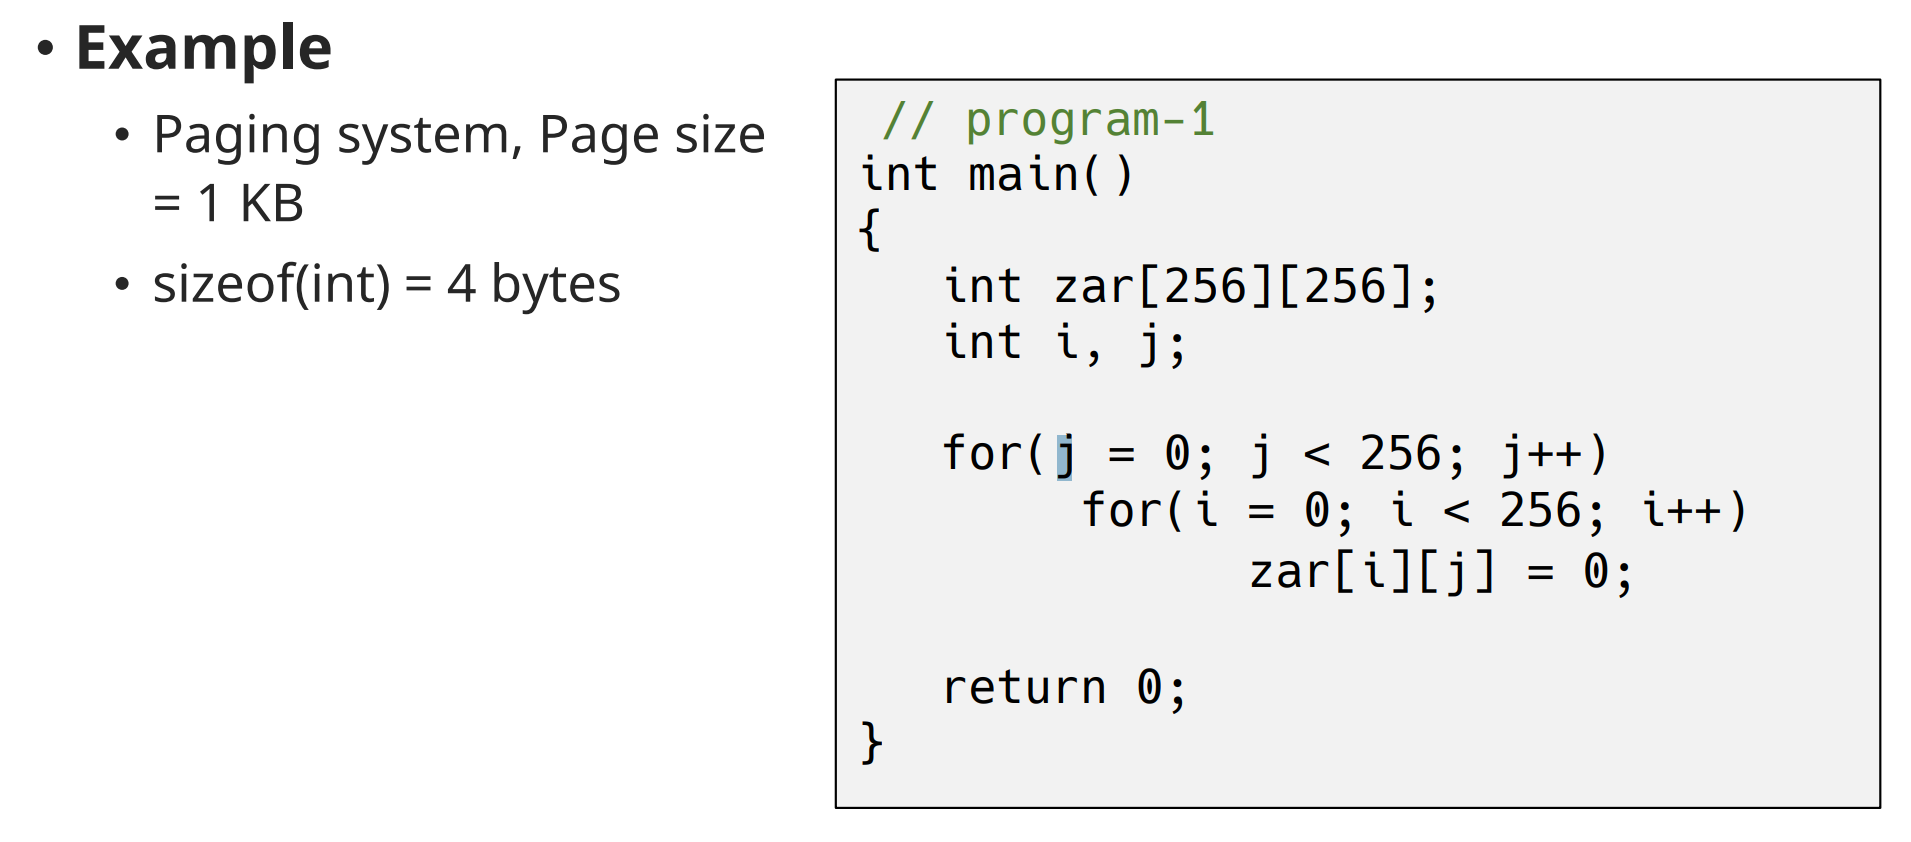 • Example
• Paging system, Page size
= 1 KB
• sizeof(int) = 4 bytes
// program-1
int main()
{
int zar[256][256];
int i, j;
for(j = 0; j < 256; j++)
for(i = 0; i < 256; i++)
zar[i][j] = 0;
return 0;
}